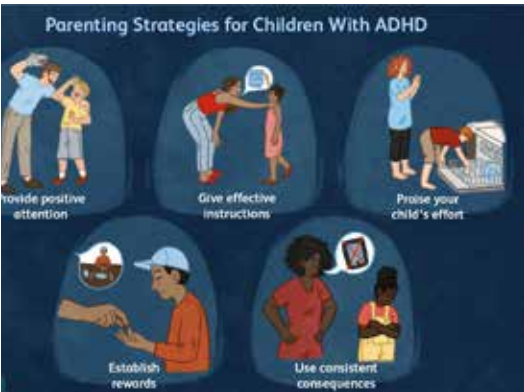 Parenting Strategies for Children With ADHD
Provide positive
attention
Give effective
instructions
Praise your
child's effort
Establish
rewards
Use consistent
consequences